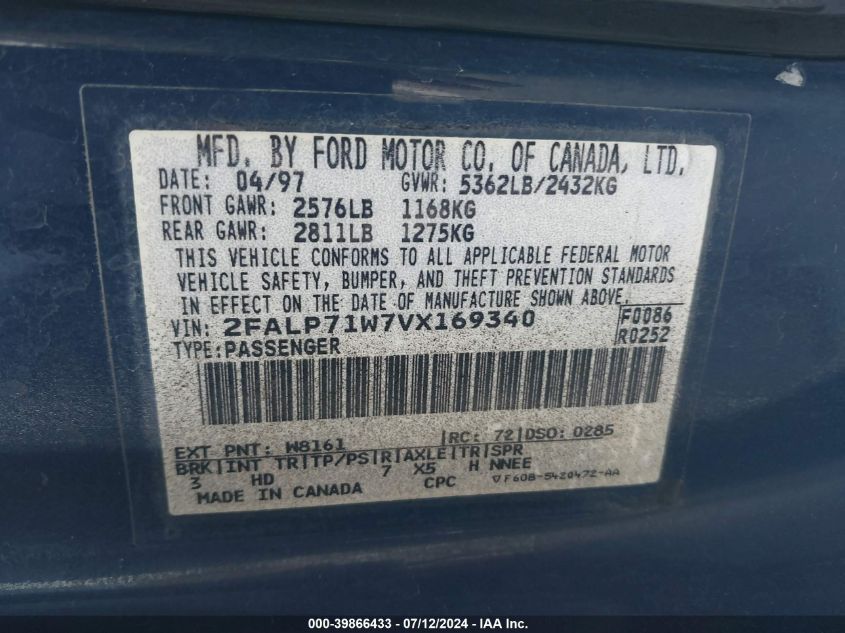 MFD. BY FORD MOTOR CO. OF CANADA, LTD.
DATE: 04/97 GVWR: 5362LB/2432KG
FRONT GAWR: 2576LB 1168KG
REAR GAWR: 2811LB 1275KG
THIS VEHICLE CONFORMS TO ALL APPLICABLE FEDERAL MOTOR
VEHICLE SAFETY, BUMPER, AND THEFT PREVENTION STANDARDS
IN EFFECT ON THE DATE OF MANUFACTURE SHOWN ABOVE.
VIN: 2FALP71W7VX169340 F0086
TYPE: PASSENGER R0252
EXT PNT: W8161 RC: 72 DSO: 0285
BRK INT TR TP/PS R AXLE TR SPR
3 HD 7 X5 H NNEE
MADE IN CANADA CPC F60B-5420472-AA
000-39866433 - 07/12/2024 - IAAI.com